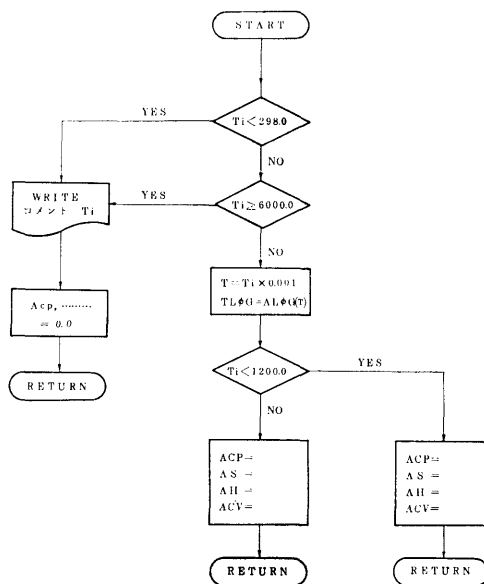 START
Ti<298.0
YES
NO
WRITE
コメント Ti
YES
Ti≧6000.0
NO
Acp, ………
= 0.0
T=Ti×0.001
TLφG=ALφG(T)
RETURN
Ti<1200.0
YES
NO
ACP=
AS =
AH =
ACV=
ACP=
AS =
AH =
ACV=
RETURN
RETURN